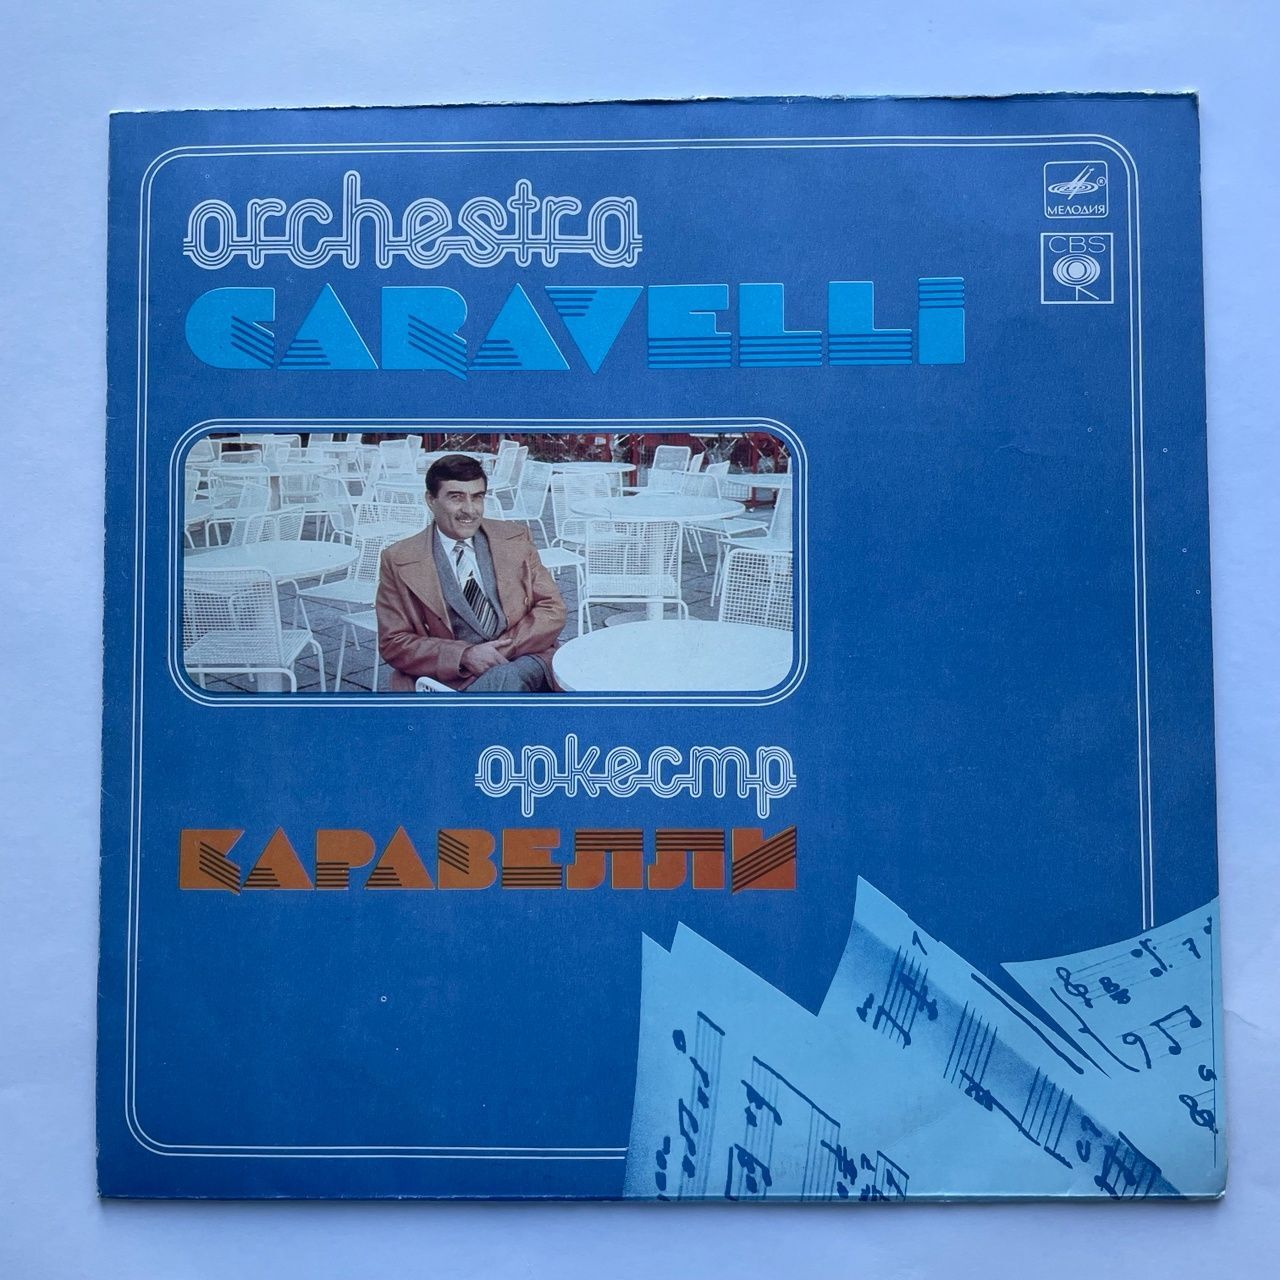 orchestra
CARAVELLI
®
МЕЛОДИЯ
CBS
оркестр
КАРАВЕЛЛИ